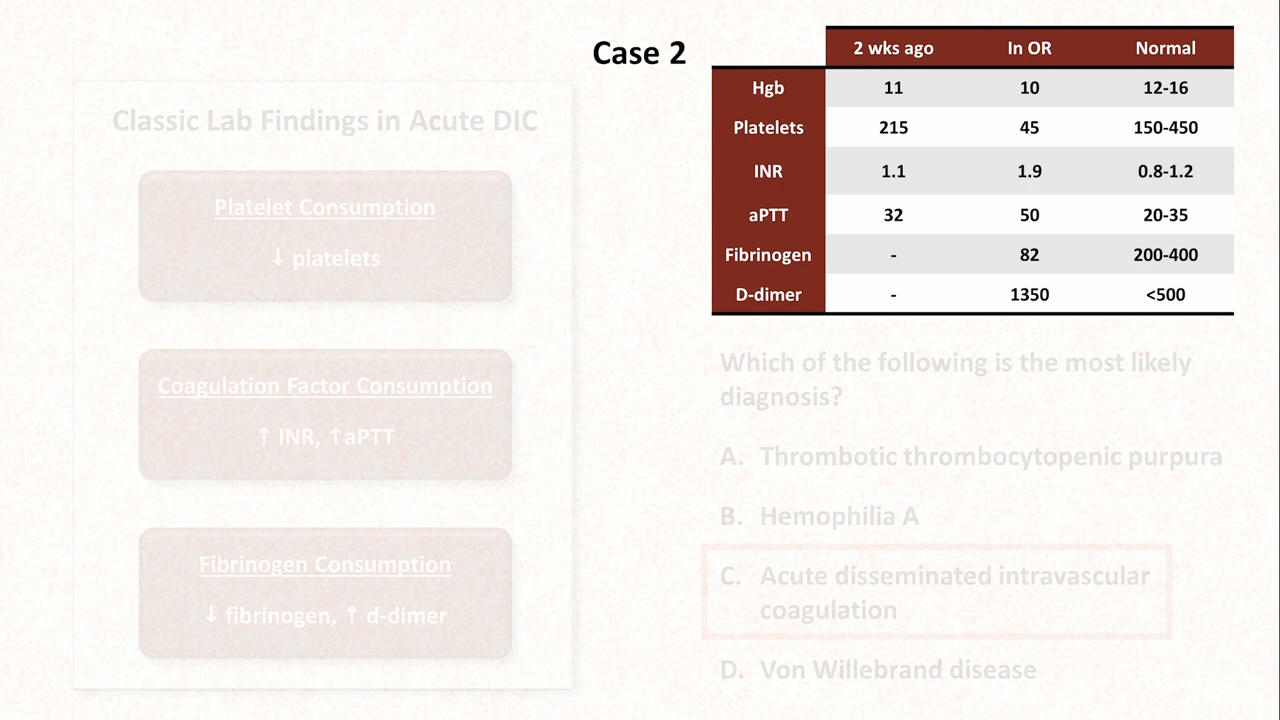 Case 2
2 wks ago In OR Normal
Hgb 11 10 12-16
Platelets 215 45 150-450
INR 1.1 1.9 0.8-1.2
aPTT 32 50 20-35
Fibrinogen - 82 200-400
D-dimer - 1350 <500
Classic Lab Findings in Acute DIC
Platelet Consumption
↓ platelets
Coagulation Factor Consumption
↑ INR, ↑aPTT
Fibrinogen Consumption
↓ fibrinogen, ↑ d-dimer
Which of the following is the most likely
diagnosis?
A. Thrombotic thrombocytopenic purpura
B. Hemophilia A
C. Acute disseminated intravascular
coagulation
D. Von Willebrand disease